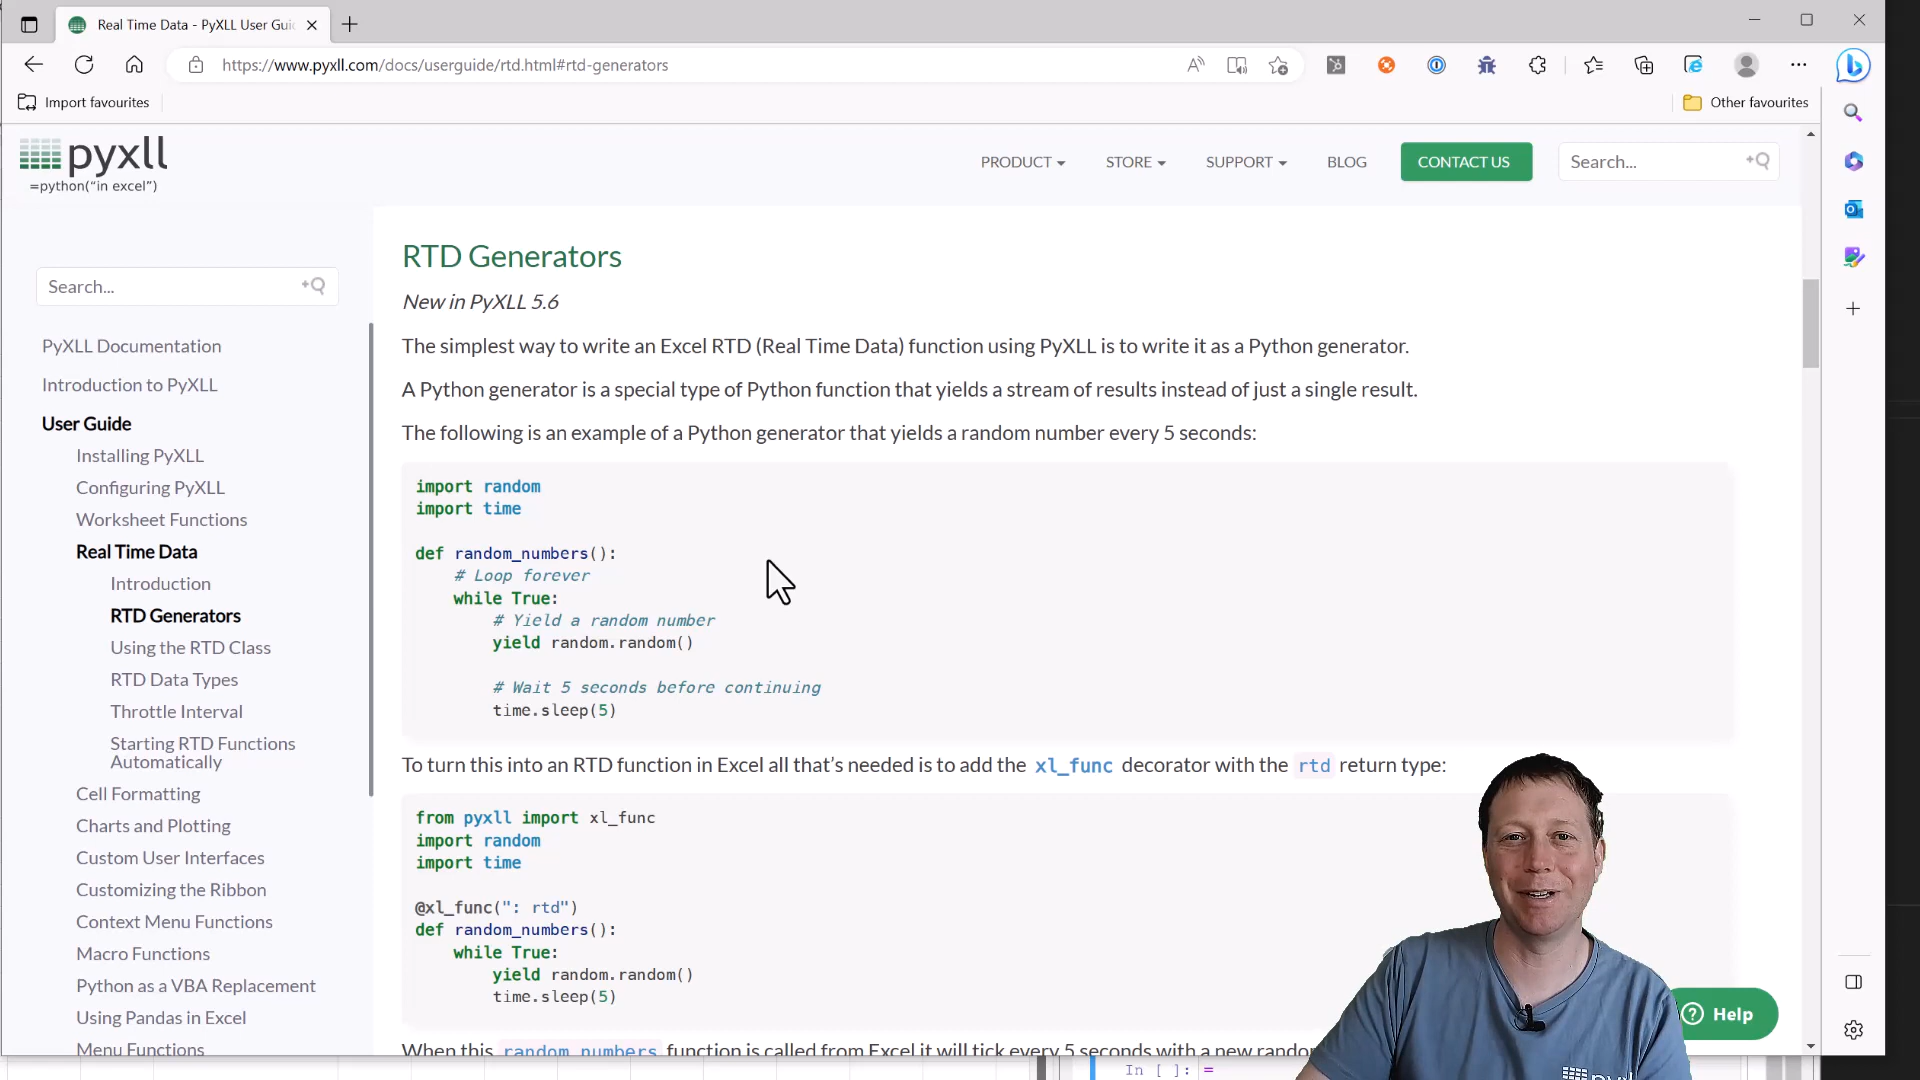 Real Time Data - PyXLL User Gui
https://www.pyxll.com/docs/userguide/rtd.html#rtd-generators
Import favourites
Other favourites
pyxll
=python("in excel")
PRODUCT
STORE
SUPPORT
BLOG
CONTACT US
Search...
Search...
PyXLL Documentation
Introduction to PyXLL
User Guide
Installing PyXLL
Configuring PyXLL
Worksheet Functions
Real Time Data
Introduction
RTD Generators
Using the RTD Class
RTD Data Types
Throttle Interval
Starting RTD Functions
Automatically
Cell Formatting
Charts and Plotting
Custom User Interfaces
Customizing the Ribbon
Context Menu Functions
Macro Functions
Python as a VBA Replacement
Using Pandas in Excel
Menu Functions
RTD Generators
New in PyXLL 5.6
The simplest way to write an Excel RTD (Real Time Data) function using PyXLL is to write it as a Python generator.
A Python generator is a special type of Python function that yields a stream of results instead of just a single result.
The following is an example of a Python generator that yields a random number every 5 seconds:
import random
import time
def random_numbers():
# Loop forever
while True:
# Yield a random number
yield random.random()
# Wait 5 seconds before continuing
time.sleep(5)
To turn this into an RTD function in Excel all that's needed is to add the xl_func decorator with the rtd return type:
from pyxll import xl_func
import random
import time
@xl_func(": rtd")
def random_numbers():
while True:
yield random.random()
time.sleep(5)
When this random_numbers function is called from Excel it will tick every 5 seconds with a new rando
Help
In [ ]: =